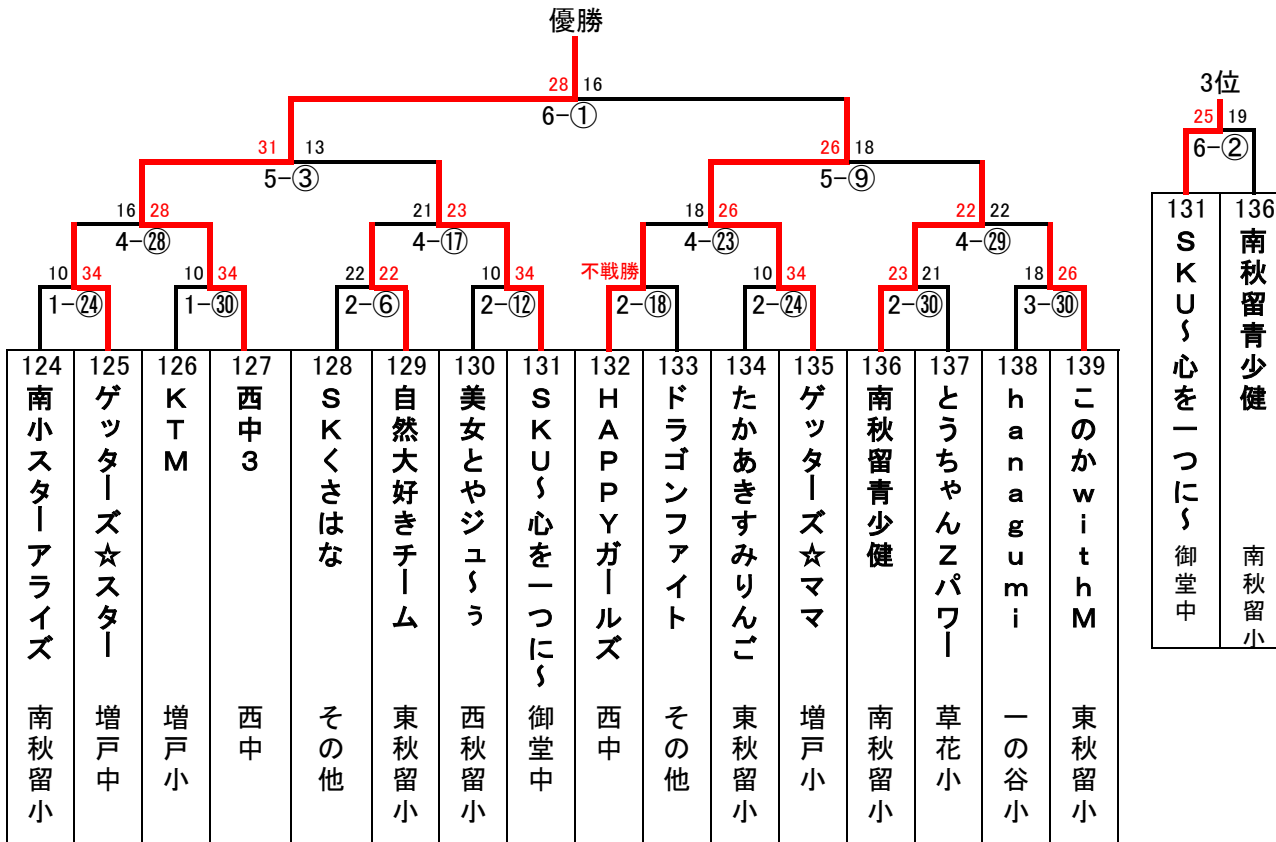 優勝
28 16
6-①
3位
25 19
6-②
31 13
5-③
26 18
5-⑨
16 28
4-㉘
21 23
4-⑰
18 26
4-㉓
22 22
4-㉙
10 34
1-㉔
10 34
1-㉚
22 22
2-⑥
10 34
2-⑫
不戦勝
2-⑱
10 34
2-㉔
23 21
2-㉚
18 26
3-㉚
124
南小スターアライズ
南秋留小
125
ゲッターズ☆スター
増戸中
126
KTM
増戸小
127
西中3
西中
128
SKくさはな
その他
129
自然大好きチーム
東秋留小
130
美女とやジュ～ぅ
西秋留小
131
SKU～心を一つに～
御堂中
132
HAPPYガールズ
西中
133
ドラゴンファイト
その他
134
たかあきすみりんご
東秋留小
135
ゲッターズ☆ママ
増戸小
136
南秋留青少健
南秋留小
137
とうちゃんZパワー
草花小
138
hanagumi
一の谷小
139
このかwithM
東秋留小
131
SKU～心を一つに～
御堂中
136
南秋留青少健
南秋留小